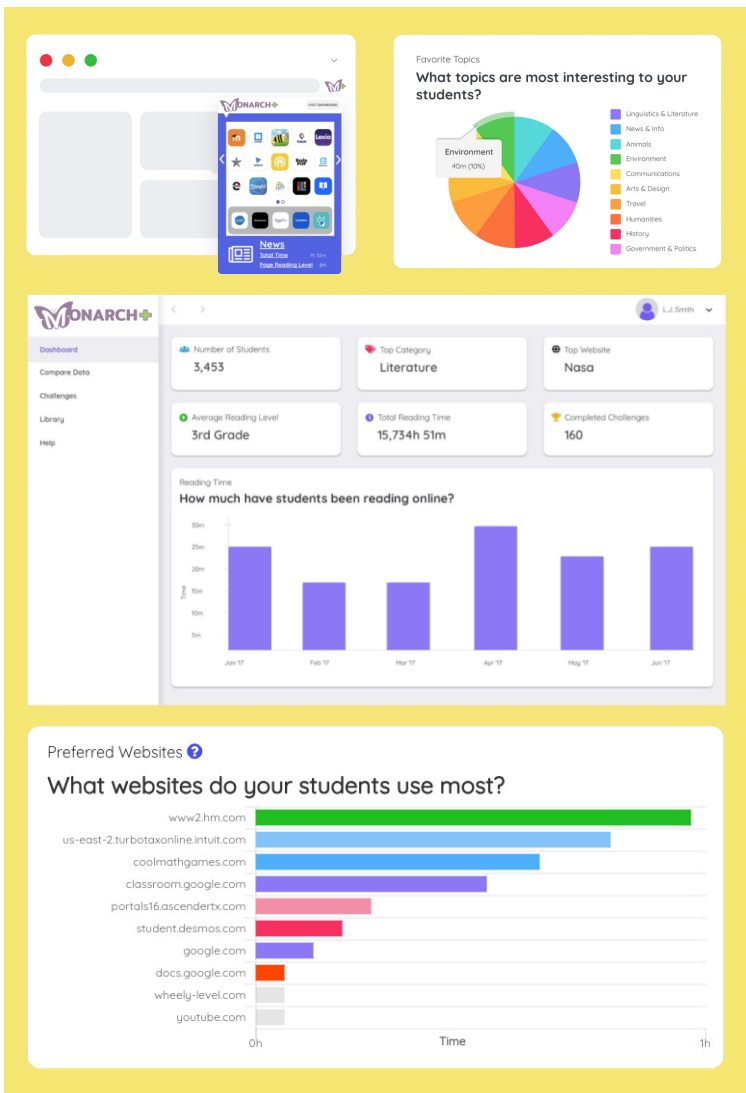 MONARCH+
MONARCH+
VISIT DASHBOARD
Lexia
News
Total Time 1h 52m
Page Reading Level
Favorite Topics
What topics are most interesting to your
students?
Environment
40m (10%)
Linguistics & Literature
News & Info
Animals
Environment
Communications
Arts & Design
Travel
Humanities
History
Government & Politics
MONARCH+
L.J. Smith
Dashboard
Compare Data
Challenges
Library
Help
Number of Students
3,453
Top Category
Literature
Top Website
Nasa
Average Reading Level
3rd Grade
Total Reading Time
15,734h 51m
Completed Challenges
160
Reading Time
How much have students been reading online?
30m
25m
20m
15m
10m
5m
Time
Jan '17
Feb '17
Mar '17
Apr '17
May '17
Jun '17
Preferred Websites ?
What websites do your students use most?
www2.hm.com
us-east-2.turbotaxonline.intuit.com
coolmathgames.com
classroom.google.com
portals16.ascendertx.com
student.desmos.com
google.com
docs.google.com
wheely-level.com
youtube.com
0h
Time
1h